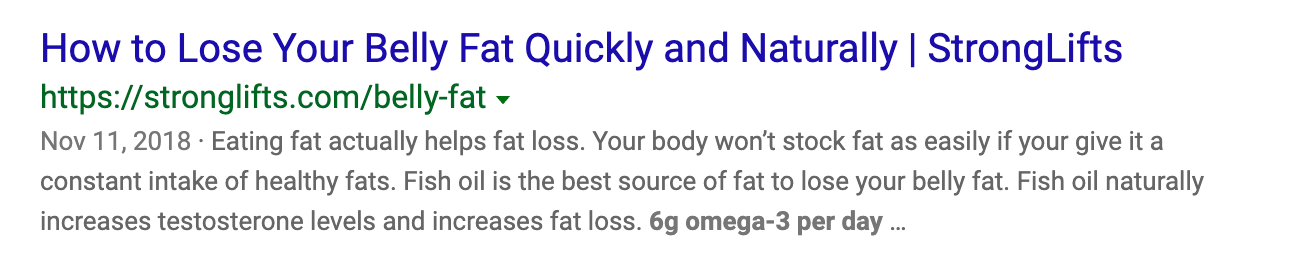 How to Lose Your Belly Fat Quickly and Naturally | StrongLifts
https://stronglifts.com/belly-fat
Nov 11, 2018 · Eating fat actually helps fat loss. Your body won’t stock fat as easily if your give it a
constant intake of healthy fats. Fish oil is the best source of fat to lose your belly fat. Fish oil naturally
increases testosterone levels and increases fat loss. 6g omega-3 per day ...